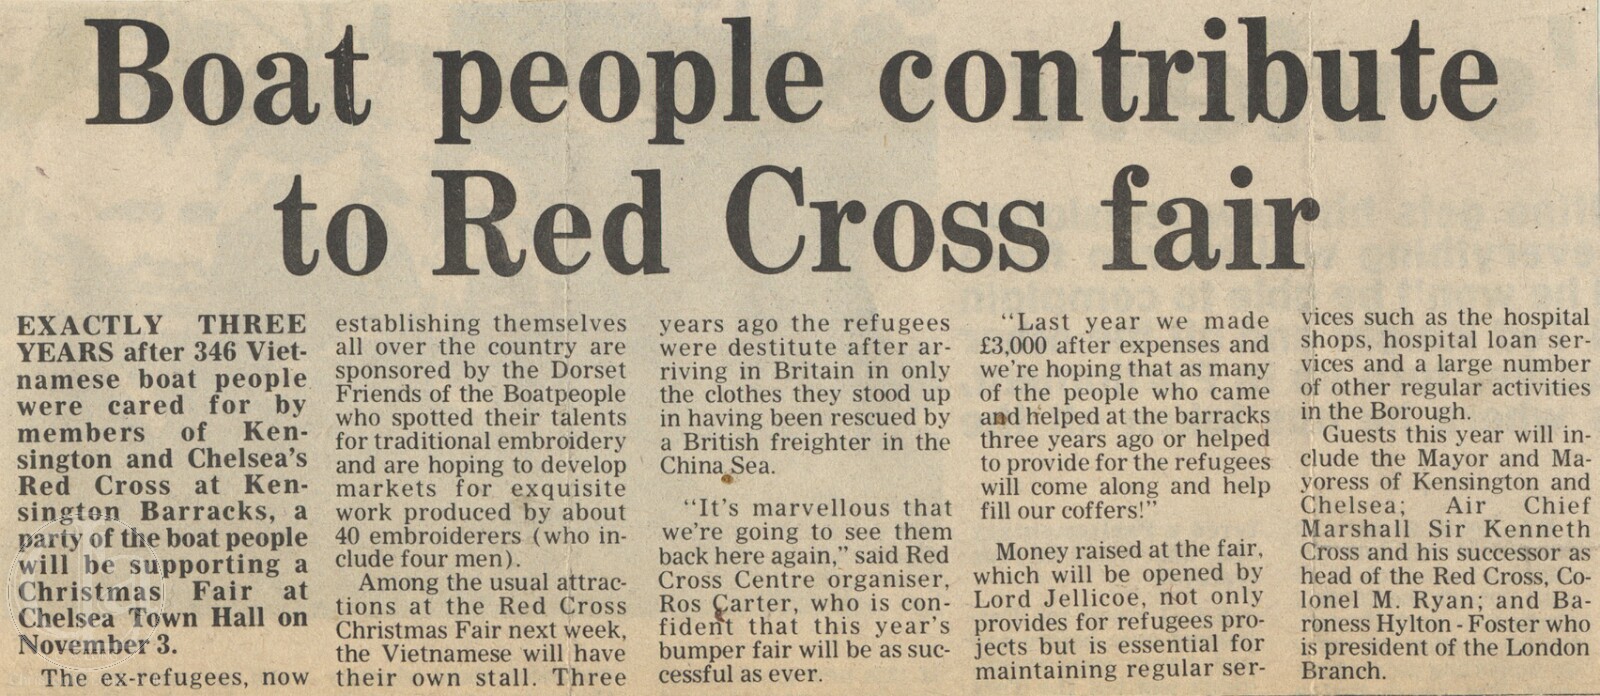 Boat people contribute
to Red Cross fair
EXACTLY THREE
YEARS after 346 Viet-
namese boat people
were cared for by
members of Ken-
sington and Chelsea's
Red Cross at Ken-
sington Barracks, a
party of the boat people
will be supporting a
Christmas Fair at
Chelsea Town Hall on
November 3.
The ex-refugees, now
establishing themselves
all over the country are
sponsored by the Dorset
Friends of the Boatpeople
who spotted their talents
for traditional embroidery
and are hoping to develop
markets for exquisite
work produced by about
40 embroiderers (who in-
clude four men).
Among the usual attrac-
tions at the Red Cross
Christmas Fair next week,
the Vietnamese will have
their own stall. Three
years ago the refugees
were destitute after ar-
riving in Britain in only
the clothes they stood up
in having been rescued by
a British freighter in the
China Sea.
"It's marvellous that
we're going to see them
back here again," said Red
Cross Centre organiser,
Ros Carter, who is con-
fident that this year's
bumper fair will be as suc-
cessful as ever.
"Last year we made
£3,000 after expenses and
we're hoping that as many
of the people who came
and helped at the barracks
three years ago or helped
to provide for the refugees
will come along and help
fill our coffers!"
Money raised at the fair,
which will be opened by
Lord Jellicoe, not only
provides for refugees pro-
jects but is essential for
maintaining regular ser-
vices such as the hospital
shops, hospital loan ser-
vices and a large number
of other regular activities
in the Borough.
Guests this year will in-
clude the Mayor and Ma-
yoress of Kensington and
Chelsea; Air Chief
Marshall Sir Kenneth
Cross and his successor as
head of the Red Cross, Co-
lonel M. Ryan; and Ba-
roness Hylton - Foster who
is president of the London
Branch.